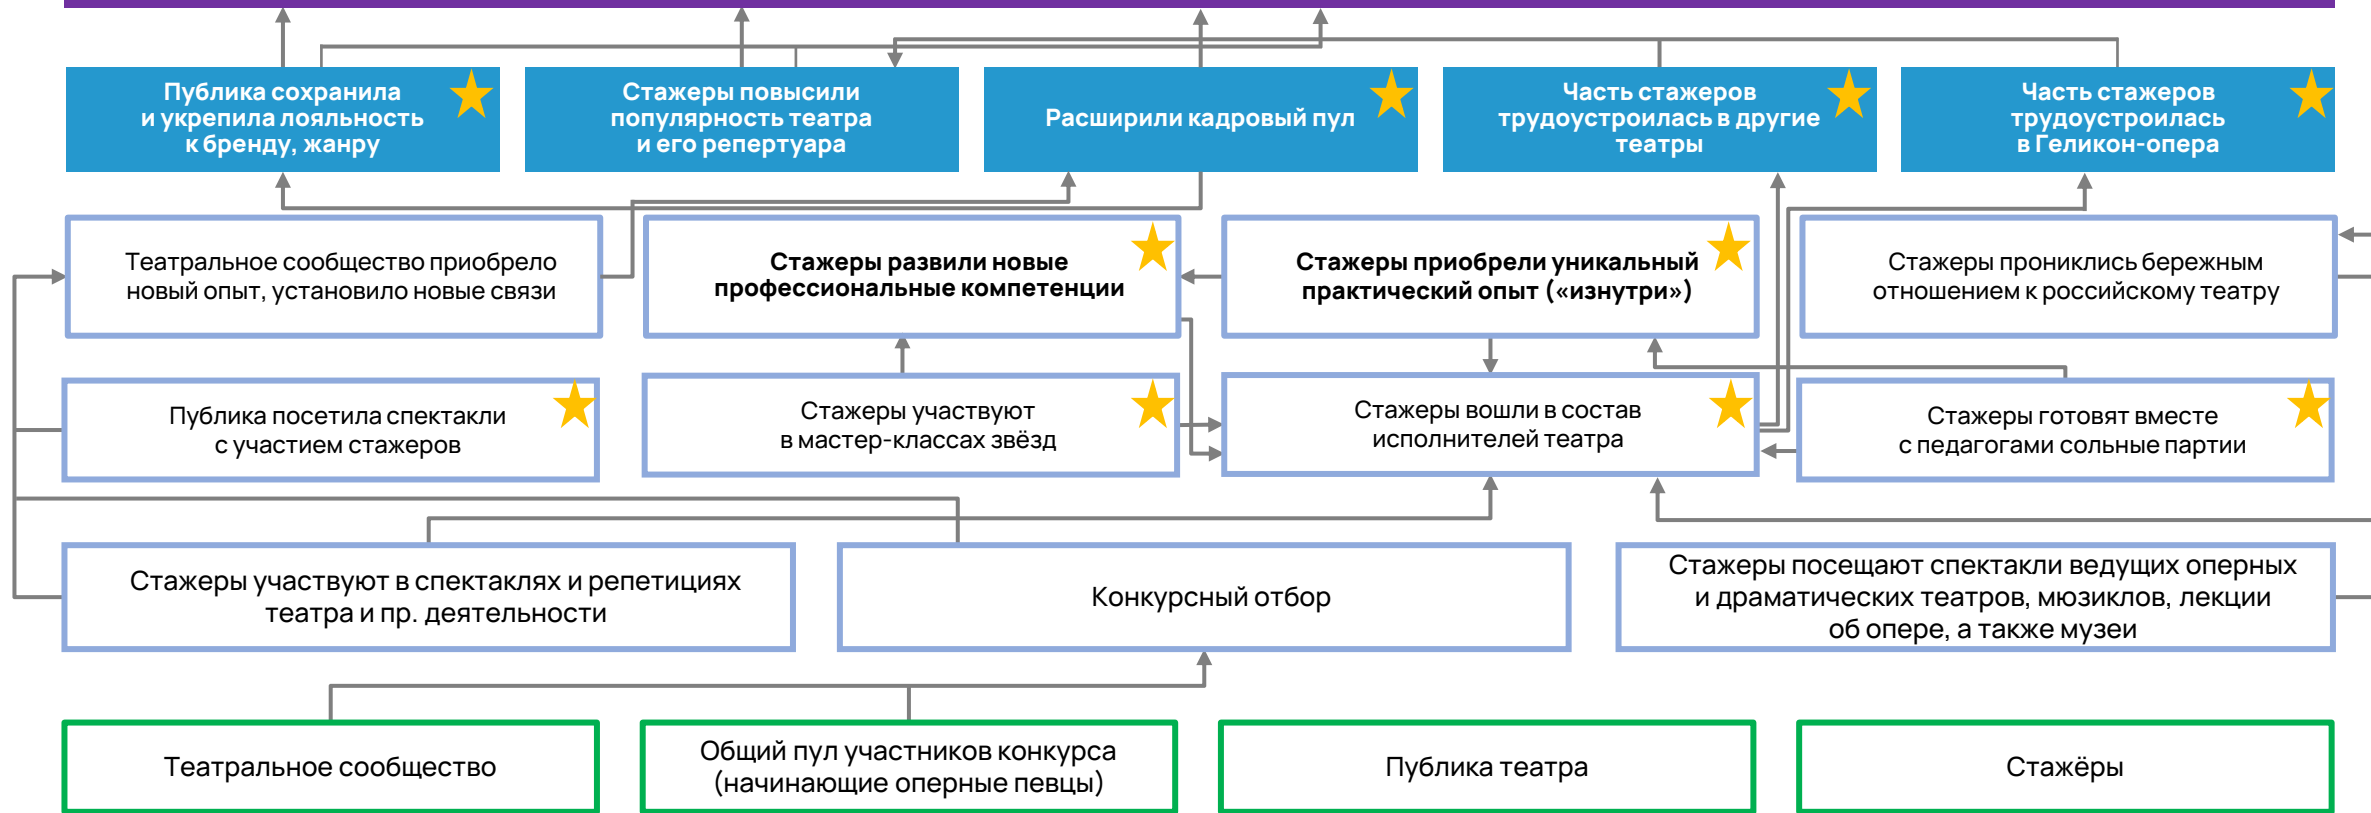 Публика сохранила
и укрепила лояльность
к бренду, жанру
Стажеры повысили
популярность театра
и его репертуара
Расширили кадровый пул
Часть стажеров
трудоустроилась в другие
театры
Часть стажеров
трудоустроилась
в Геликон-опера
Театральное сообщество приобрело
новый опыт, установило новые связи
Стажеры развили новые
профессиональные компетенции
Стажеры приобрели уникальный
практический опыт («изнутри»)
Стажеры прониклись бережным
отношением к российскому театру
Публика посетила спектакли
с участием стажеров
Стажеры участвуют
в мастер-классах звёзд
Стажеры вошли в состав
исполнителей театра
Стажеры готовят вместе
с педагогами сольные партии
Стажеры участвуют в спектаклях и репетициях
театра и пр. деятельности
Конкурсный отбор
Стажеры посещают спектакли ведущих оперных
и драматических театров, мюзиклов, лекции
об опере, а также музеи
Театральное сообщество
Общий пул участников конкурса
(начинающие оперные певцы)
Публика театра
Стажёры